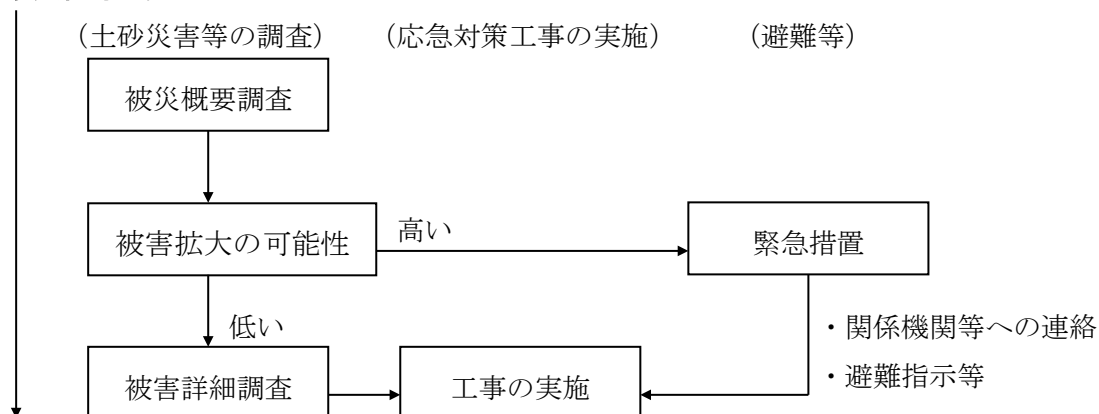 (土砂災害等の調査) (応急対策工事の実施) (避難等)
被災概要調査
被害拡大の可能性 高い 緊急措置
低い ・関係機関等への連絡
・避難指示等
被害詳細調査 工事の実施